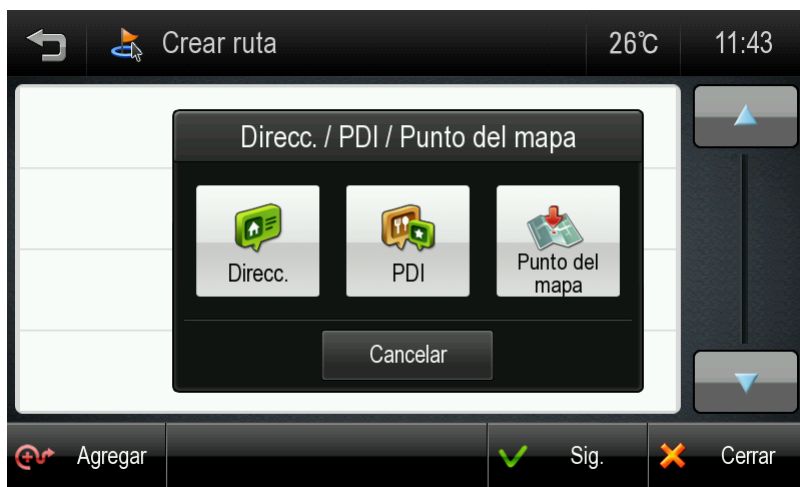 Crear ruta
26℃
11:43
Direcc. / PDI / Punto del mapa
Direcc.
PDI
Punto del
mapa
Cancelar
Agregar
Sig.
Cerrar